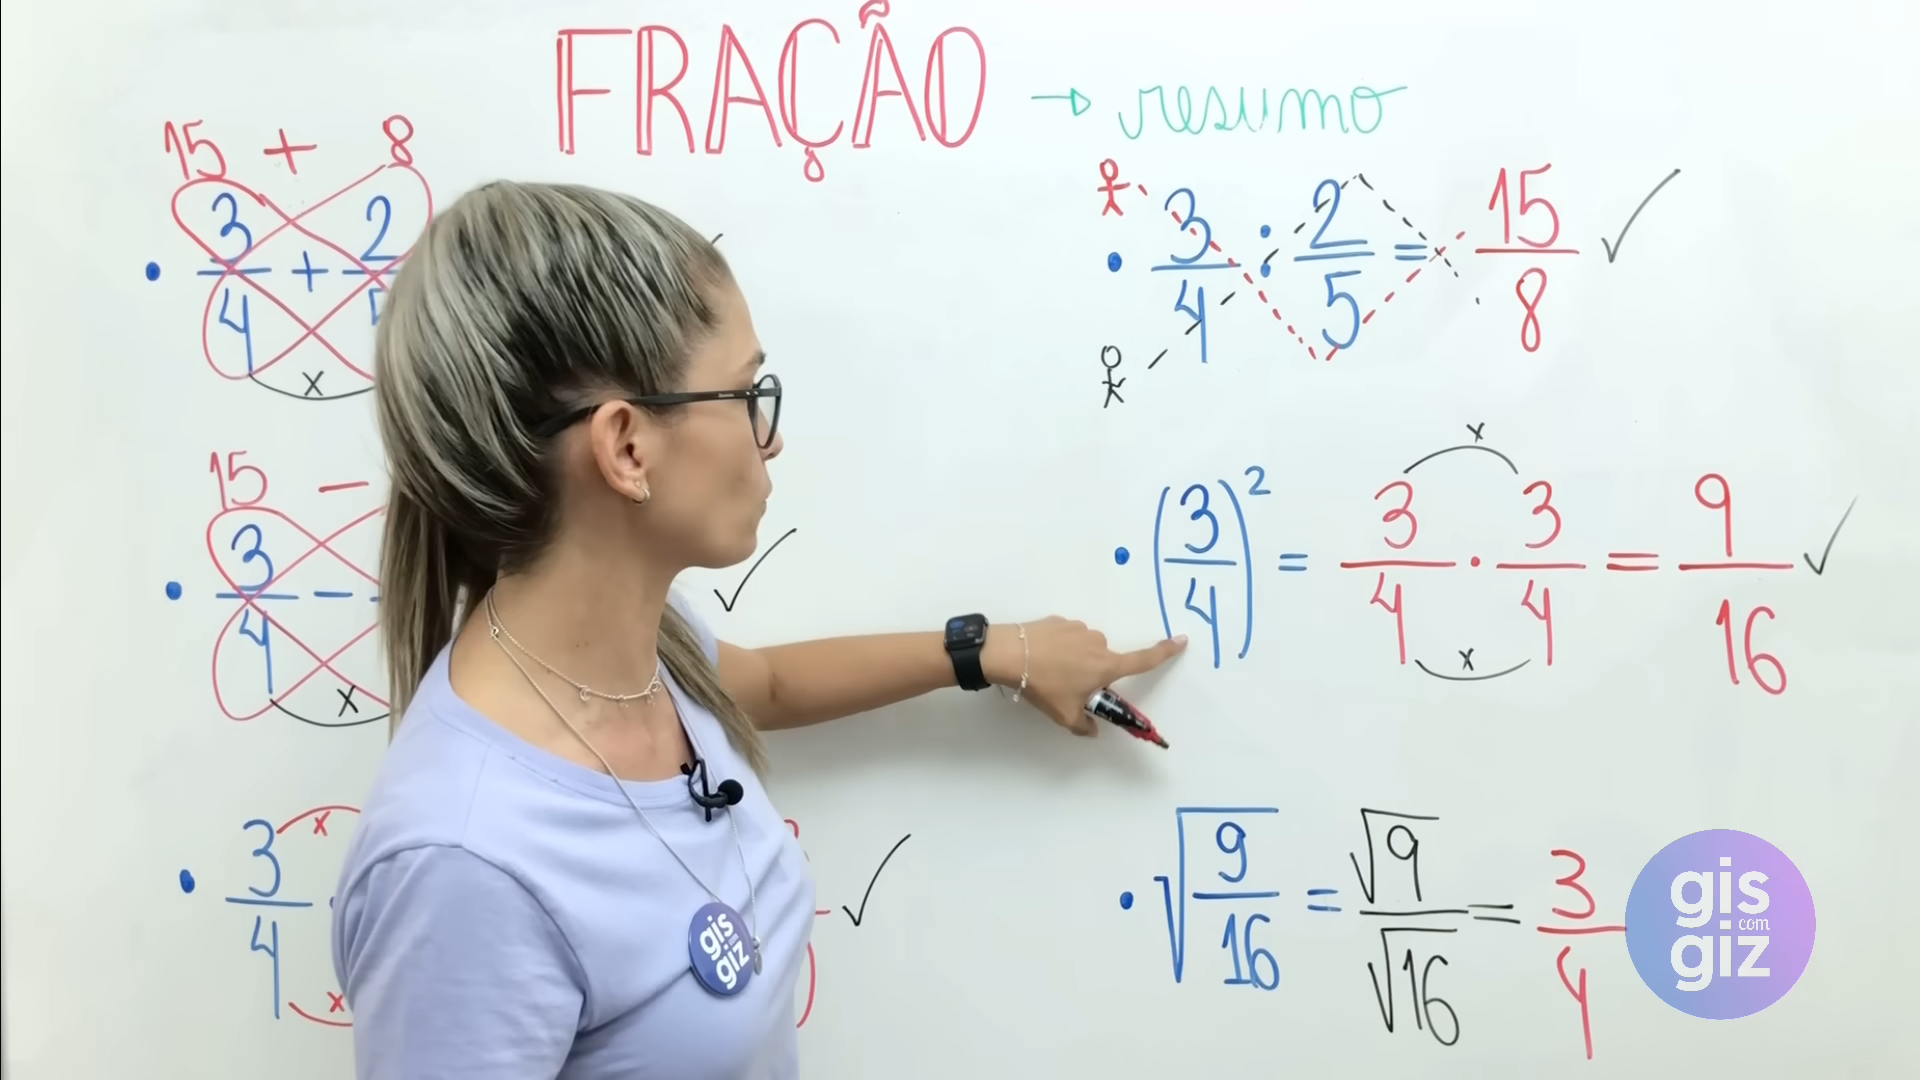 FRAÇÃO → resumo
15 + 8
3/4 + 2/5
x
15 −
3/4 −
x
x
3/4
x
3/4 : 2/5 = 15/8 ✓
x
(3/4)² = 3/4 · 3/4 = 9/16 ✓
x
√(9/16) = √9/√16 = 3/4
gis com giz
gis com giz